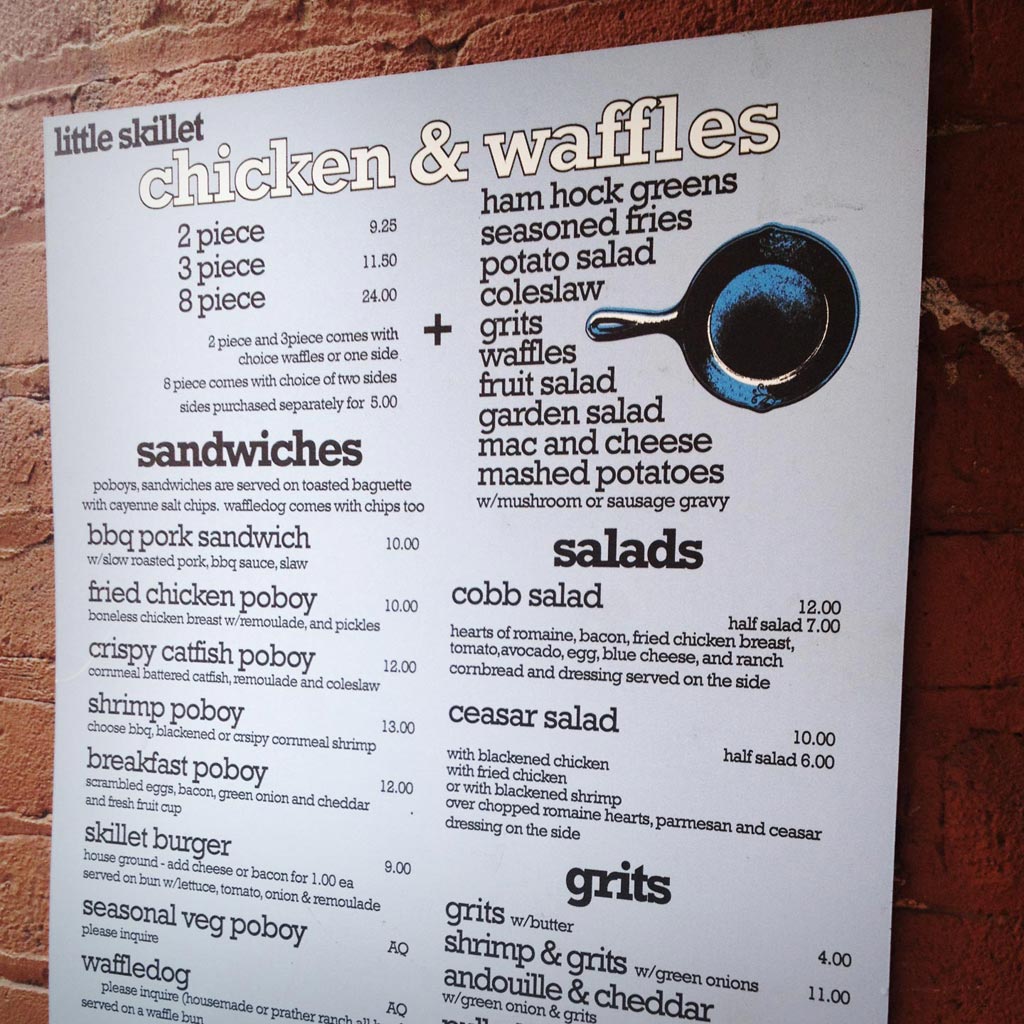 little skillet
chicken & waffles
2 piece 9.25
3 piece 11.50
8 piece 24.00
2 piece and 3piece comes with
choice waffles or one side
8 piece comes with choice of two sides
sides purchased separately for 5.00
+
ham hock greens
seasoned fries
potato salad
coleslaw
grits
waffles
fruit salad
garden salad
mac and cheese
mashed potatoes
w/mushroom or sausage gravy
sandwiches
poboys, sandwiches are served on toasted baguette
with cayenne salt chips. waffledog comes with chips too
bbq pork sandwich 10.00
w/slow roasted pork, bbq sauce, slaw
fried chicken poboy 10.00
boneless chicken breast w/remoulade, and pickles
crispy catfish poboy 12.00
cornmeal battered catfish, remoulade and coleslaw
shrimp poboy 13.00
choose bbq, blackened or crsipy cornmeal shrimp
breakfast poboy 12.00
scrambled eggs, bacon, green onion and cheddar
and fresh fruit cup
skillet burger 9.00
house ground - add cheese or bacon for 1.00 ea
served on bun w/lettuce, tomato, onion & remoulade
seasonal veg poboy AQ
please inquire
waffledog AQ
please inquire (housemade or prather ranch all
served on a waffle bun
salads
cobb salad 12.00
half salad 7.00
hearts of romaine, bacon, fried chicken breast,
tomato,avocado, egg, blue cheese, and ranch
cornbread and dressing served on the side
ceasar salad 10.00
half salad 6.00
with blackened chicken
with fried chicken
or with blackened shrimp
over chopped romaine hearts, parmesan and ceasar
dressing on the side
grits
grits w/butter 4.00
shrimp & grits w/green onions 11.00
andouille & cheddar
w/green onion & grits